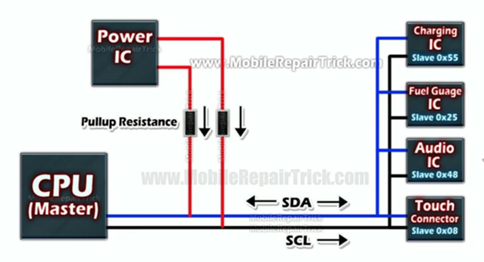 Power
IC
www.MobileRepairTrick.com
Charging
IC
Slave 0x55
Fuel Guage
IC
Slave 0x25
Pullup Resistance
Audio
IC
Slave 0x48
CPU
(Master)
www.MobileRepairTrick.com
SDA
Touch
Connector
Slave 0x08
SCL